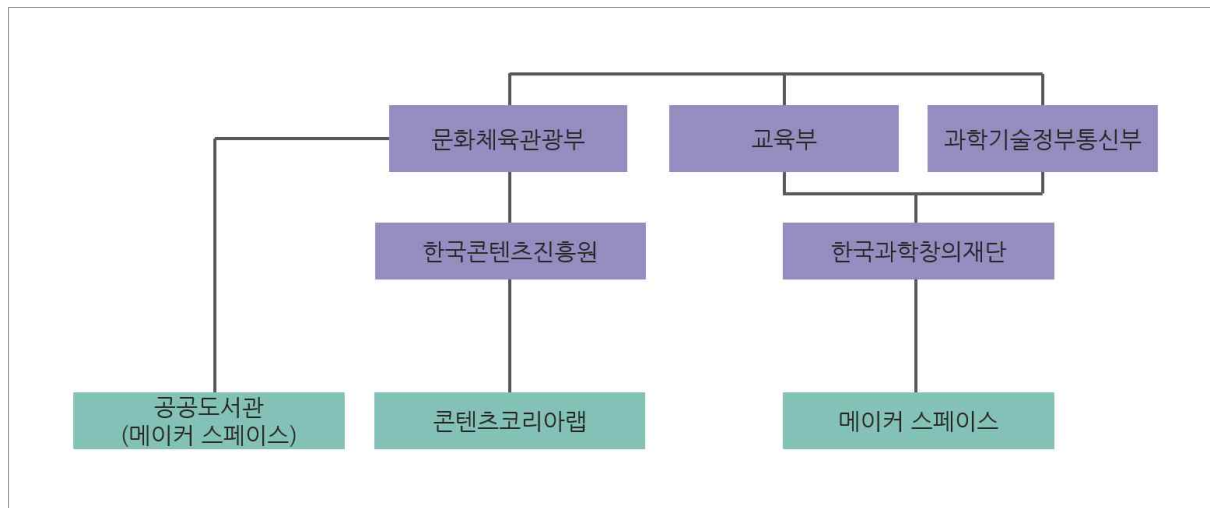 문화체육관광부
교육부
과학기술정부통신부
한국콘텐츠진흥원
한국과학창의재단
공공도서관
(메이커 스페이스)
콘텐츠코리아랩
메이커 스페이스